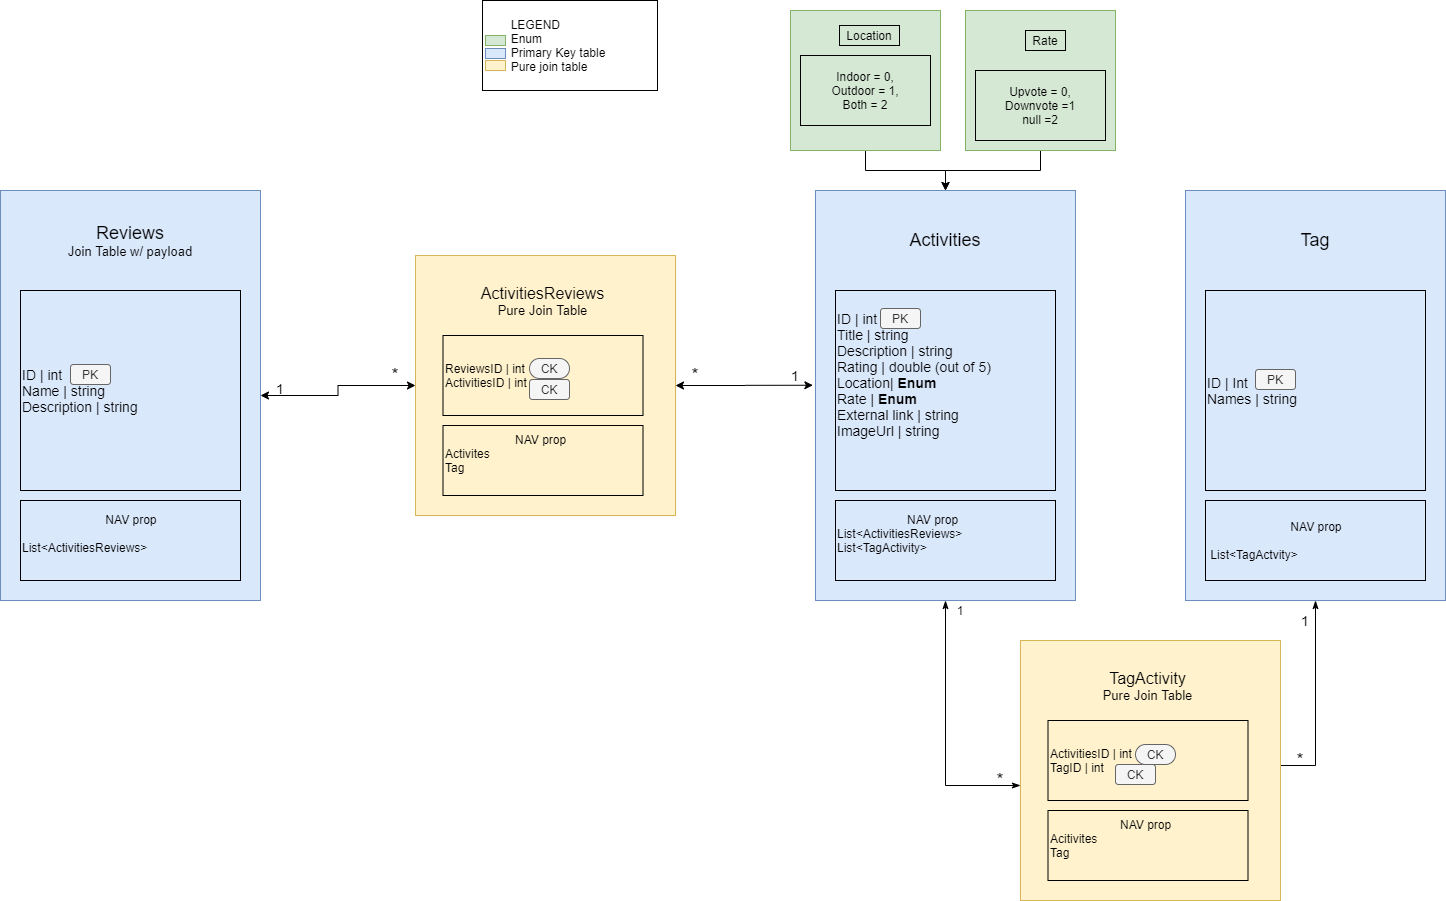 LEGEND
Enum
Primary Key table
Pure join table
Location
Indoor = 0,
Outdoor = 1,
Both = 2
Rate
Upvote = 0,
Downvote =1
null =2
Reviews
Join Table w/ payload
ID | int PK
Name | string
Description | string
NAV prop
List<ActivitiesReviews>
1
*
ActivitiesReviews
Pure Join Table
ReviewsID | int CK
ActivitiesID | int CK
NAV prop
Activites
Tag
*
1
Activities
ID | int PK
Title | string
Description | string
Rating | double (out of 5)
Location| Enum
Rate | Enum
External link | string
ImageUrl | string
NAV prop
List<ActivitiesReviews>
List<TagActivity>
Tag
ID | Int PK
Names | string
NAV prop
List<TagActvity>
1
*
1
*
TagActivity
Pure Join Table
ActivitiesID | int CK
TagID | int CK
NAV prop
Acitivites
Tag